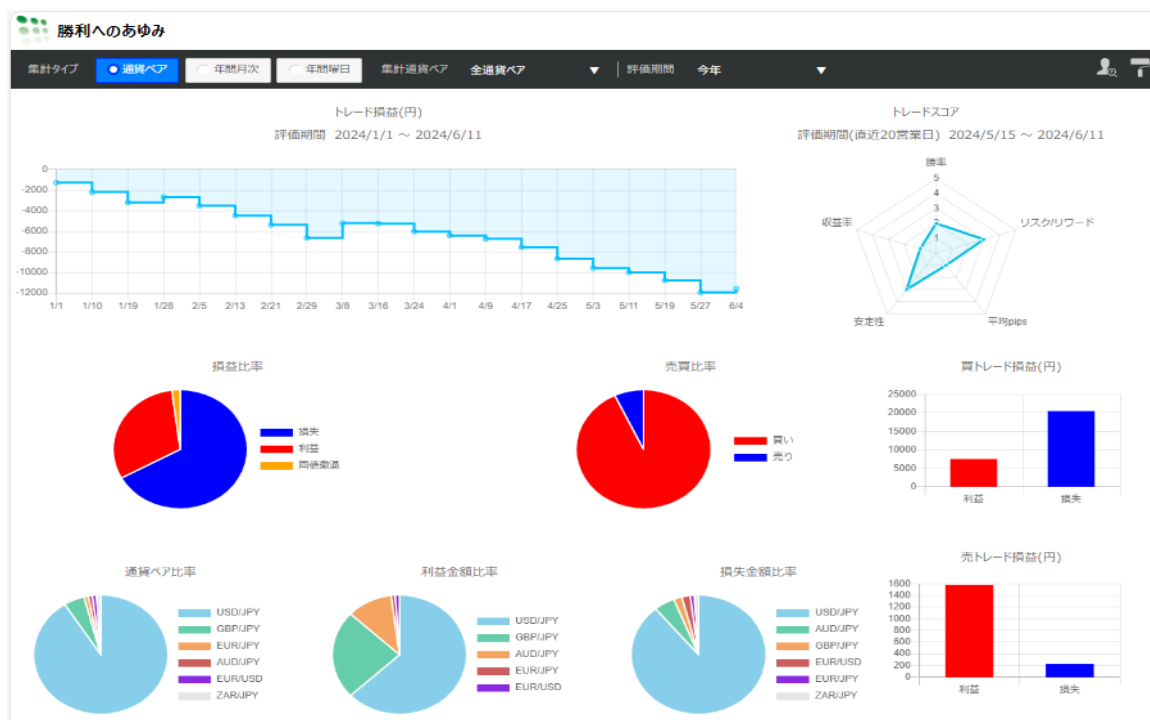 勝利へのあゆみ
集計タイプ 通貨ペア 年間月次 年間曜日 集計通貨ペア 全通貨ペア ▼ 評価期間 今年 ▼
トレード損益(円)
評価期間 2024/1/1 ～ 2024/6/11
0
-2000
-4000
-6000
-8000
-10000
-12000
1/1 1/10 1/19 1/28 2/5 2/13 2/21 2/29 3/8 3/16 3/24 4/1 4/9 4/17 4/25 5/3 5/11 5/19 5/27 6/4
トレードスコア
評価期間(直近20営業日) 2024/5/15 ～ 2024/6/11
勝率
5
4
3
2
1
収益率 リスク/リワード
安定性 平均pips
損益比率
損失
利益
同値撤退
売買比率
買い
売り
買トレード損益(円)
25000
20000
15000
10000
5000
0
利益 損失
通貨ペア比率
USD/JPY
GBP/JPY
EUR/JPY
AUD/JPY
EUR/USD
ZAR/JPY
利益金額比率
USD/JPY
GBP/JPY
AUD/JPY
EUR/JPY
EUR/USD
損失金額比率
USD/JPY
AUD/JPY
GBP/JPY
EUR/USD
EUR/JPY
ZAR/JPY
売トレード損益(円)
1600
1400
1200
1000
800
600
400
200
0
利益 損失